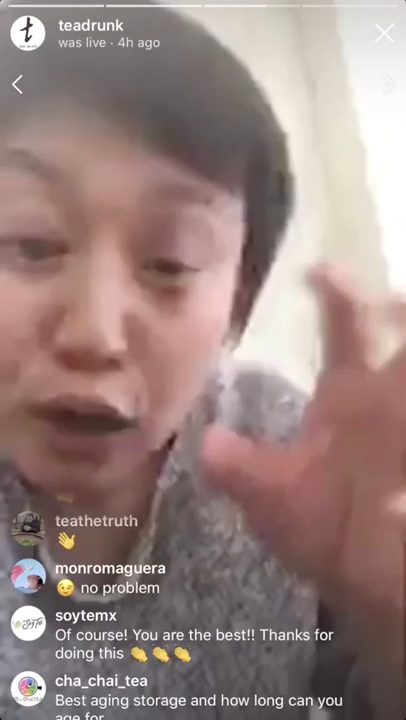 teadrunk
was live · 4h ago
teathetruth
👋
monromaguera
😉 no problem
soytemx
Of course! You are the best!! Thanks for
doing this 👏👏👏
cha_chai_tea
Best aging storage and how long can you
age for